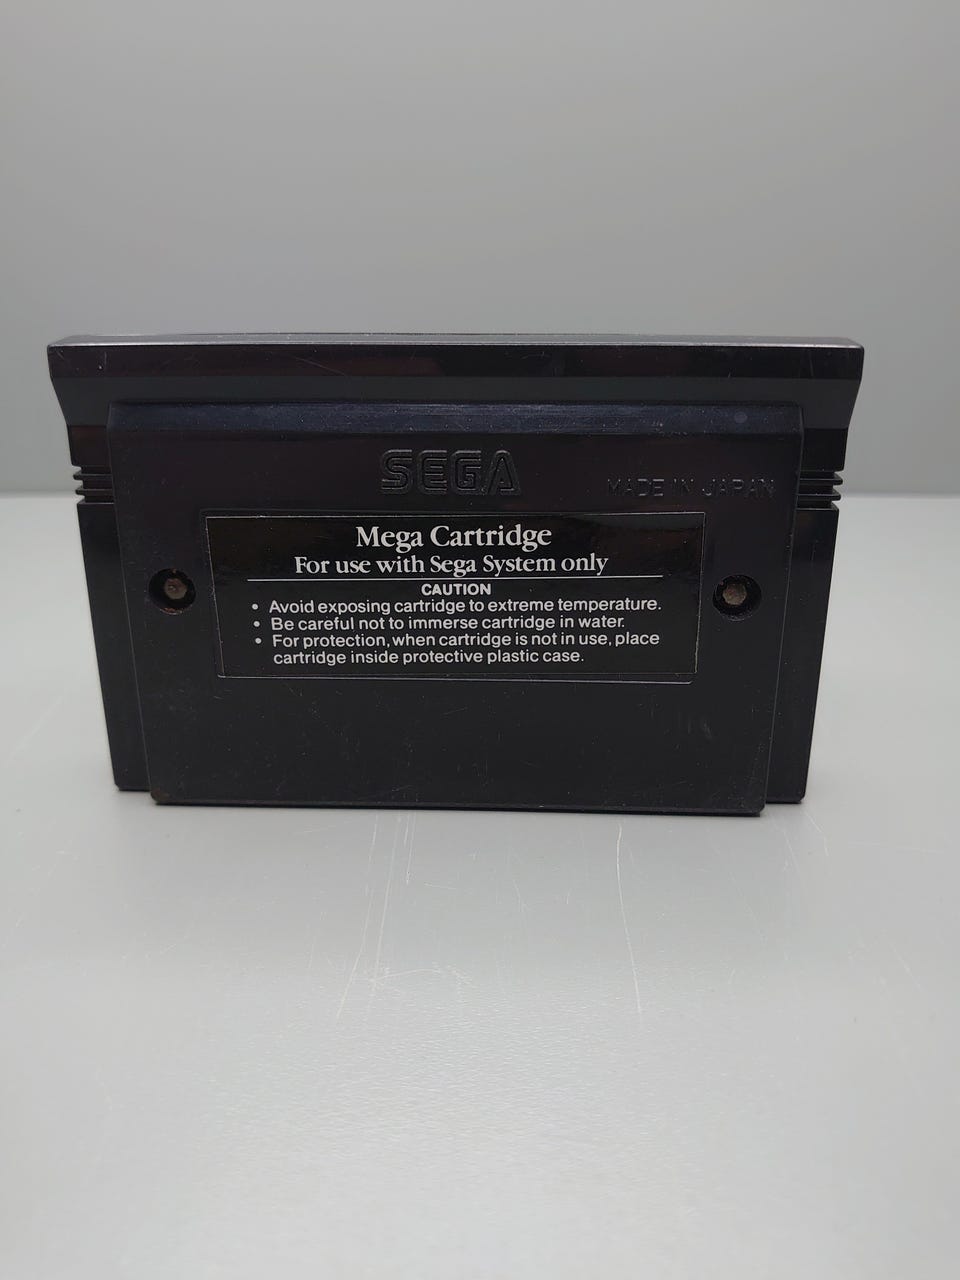 SEGA
MADE IN JAPAN
Mega Cartridge
For use with Sega System only
CAUTION
• Avoid exposing cartridge to extreme temperature.
• Be careful not to immerse cartridge in water.
• For protection, when cartridge is not in use, place
cartridge inside protective plastic case.